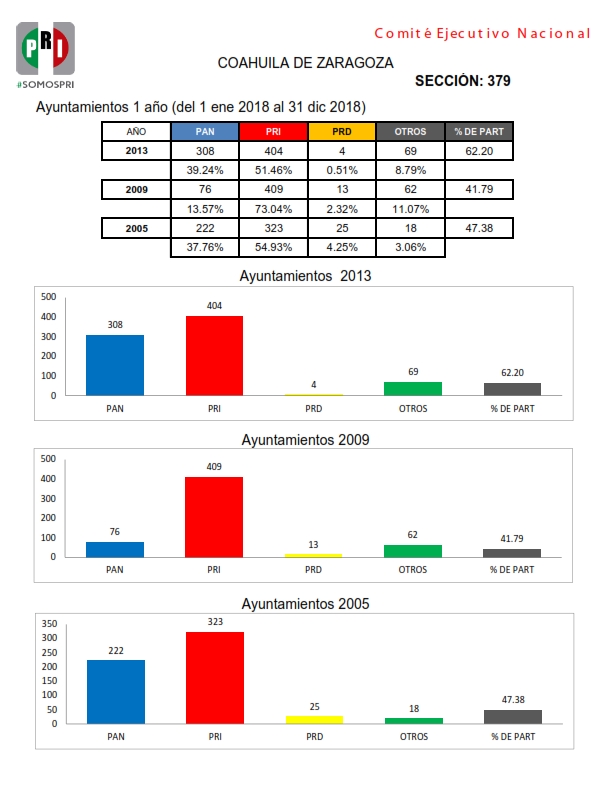 PRI
#SOMOSPRI
Comité Ejecutivo Nacional
COAHUILA DE ZARAGOZA
SECCIÓN: 379
Ayuntamientos 1 año (del 1 ene 2018 al 31 dic 2018)
AÑO PAN PRI PRD OTROS % DE PART
2013 308 404 4 69 62.20
39.24% 51.46% 0.51% 8.79%
2009 76 409 13 62 41.79
13.57% 73.04% 2.32% 11.07%
2005 222 323 25 18 47.38
37.76% 54.93% 4.25% 3.06%
Ayuntamientos 2013
500
400
300
200
100
0
308
404
4
69
62.20
PAN PRI PRD OTROS % DE PART
Ayuntamientos 2009
500
400
300
200
100
0
76
409
13
62
41.79
PAN PRI PRD OTROS % DE PART
Ayuntamientos 2005
350
300
250
200
150
100
50
0
222
323
25
18
47.38
PAN PRI PRD OTROS % DE PART